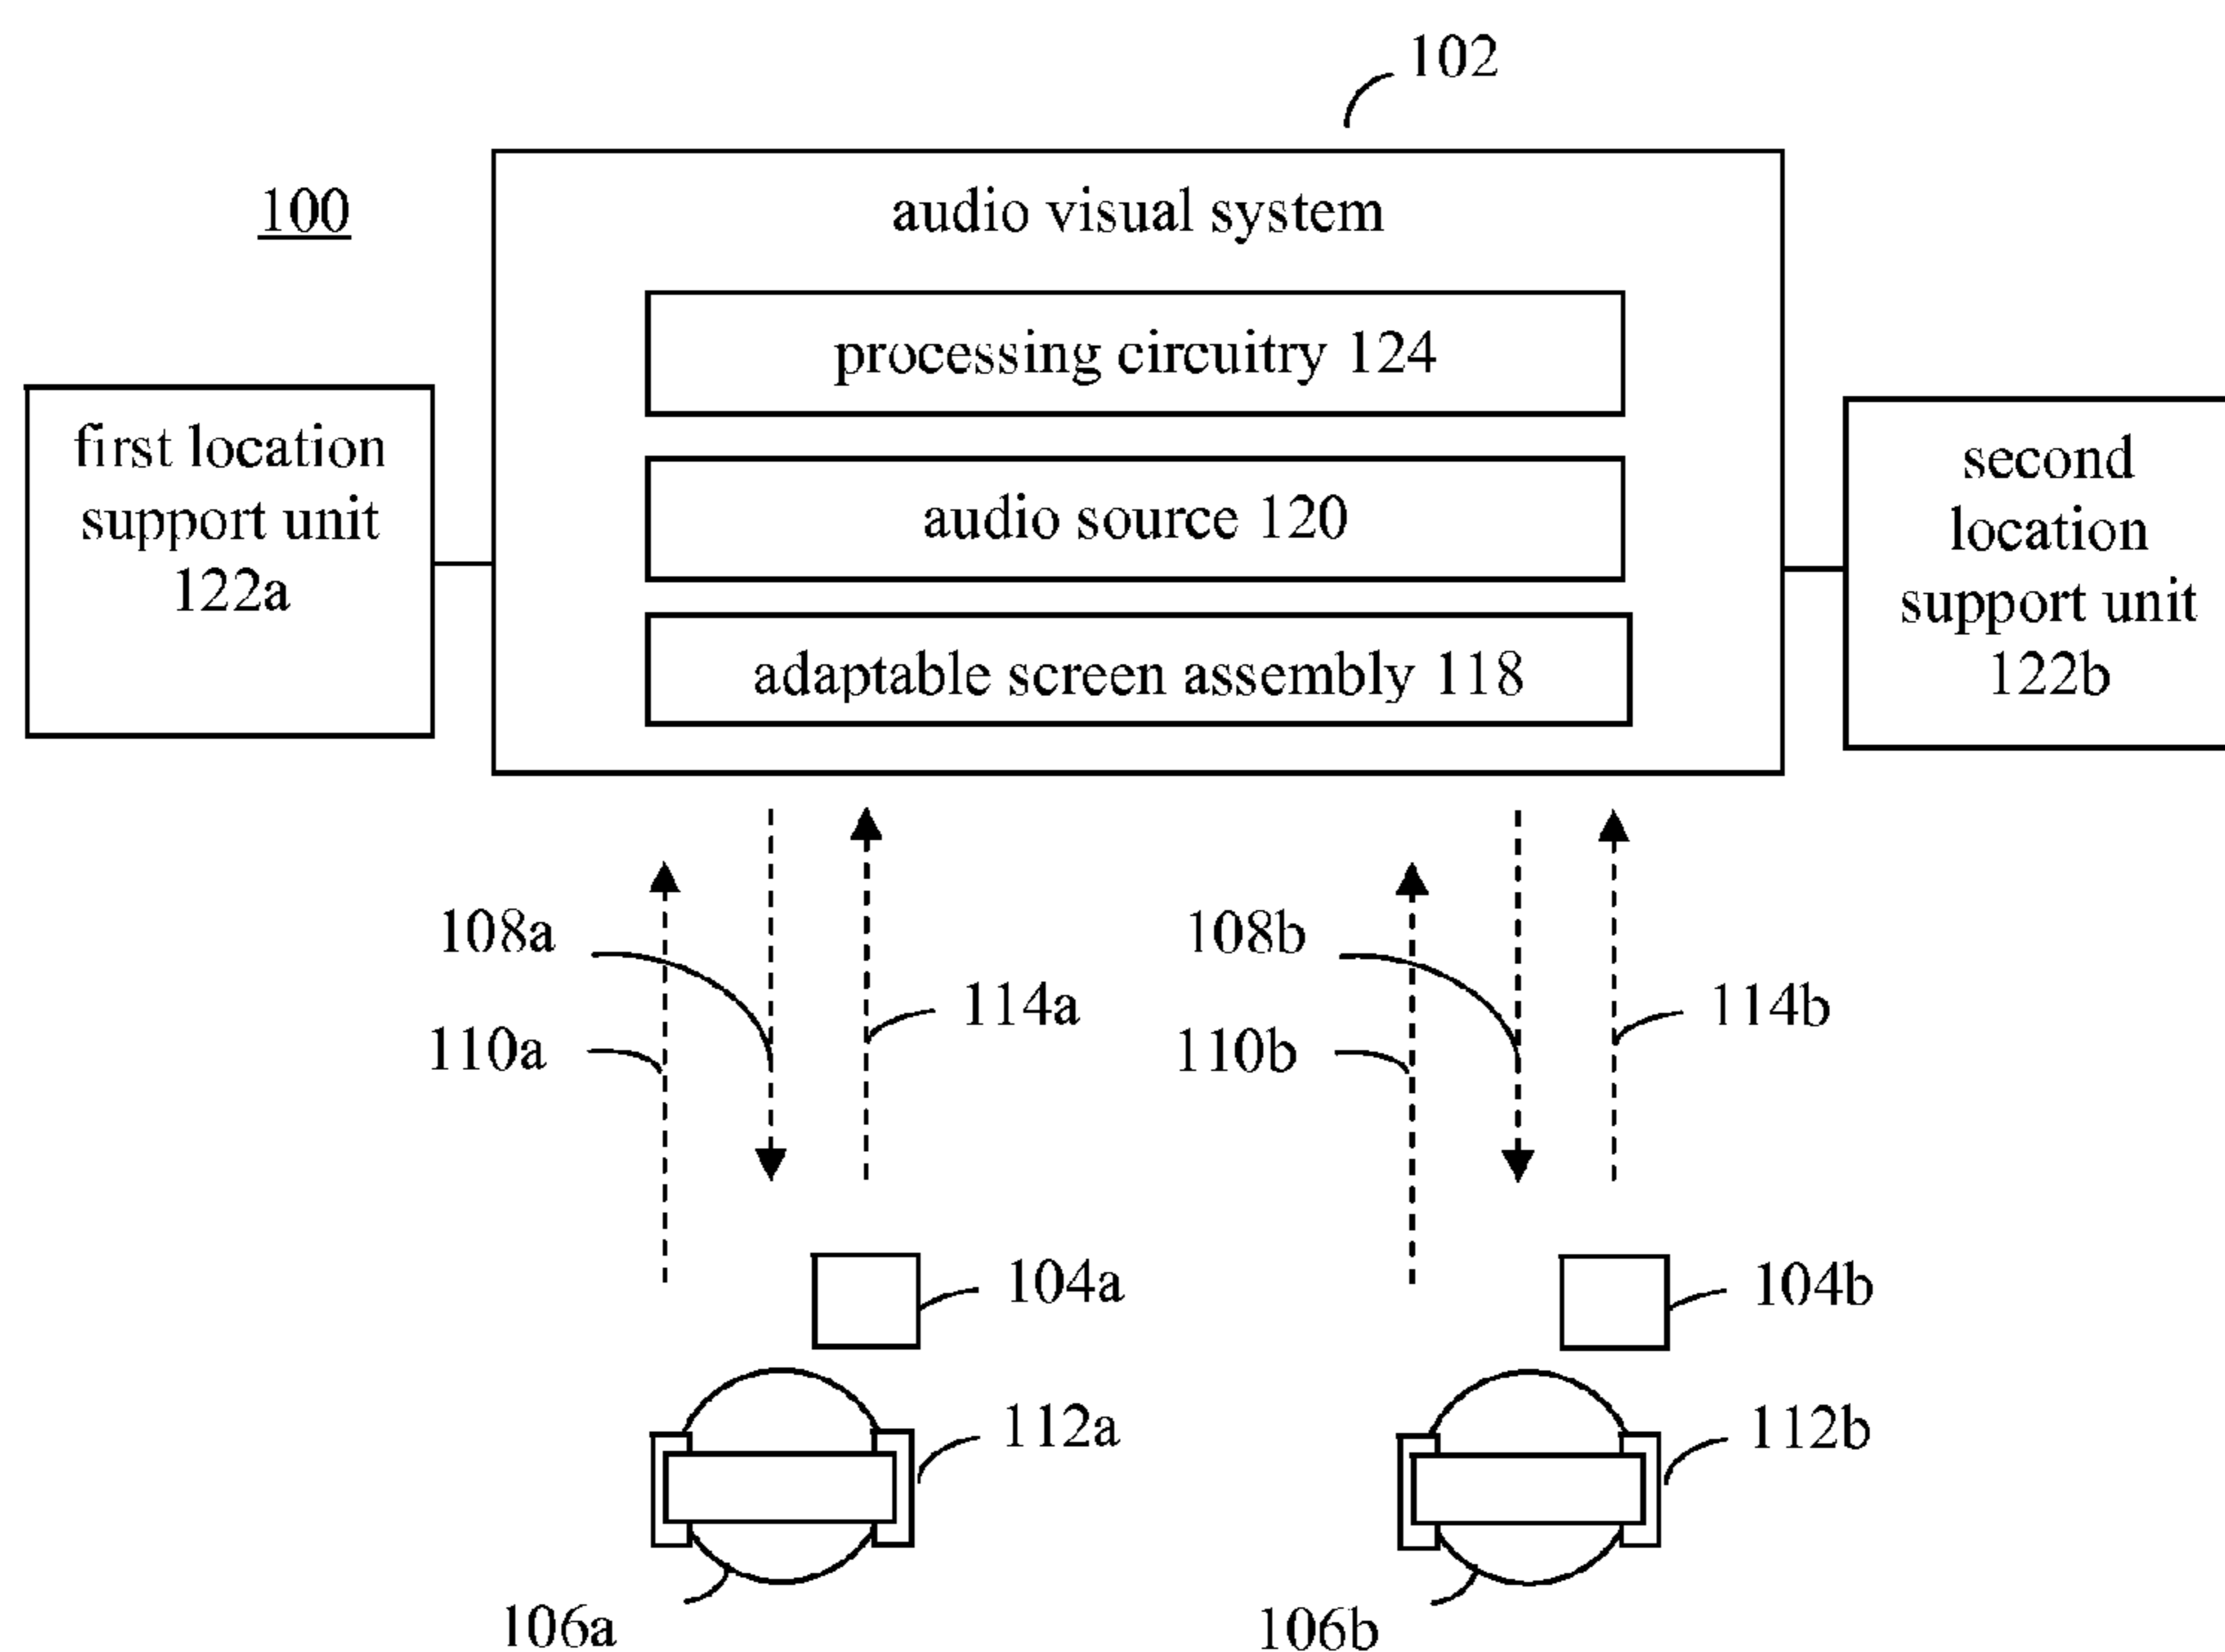 102
100
audio visual system
processing circuitry 124
first location
support unit
122a
audio source 120
second
location
support unit
122b
adaptable screen assembly 118
108a
108b
114a
114b
110a
110b
104a
104b
112a
112b
106a
106b